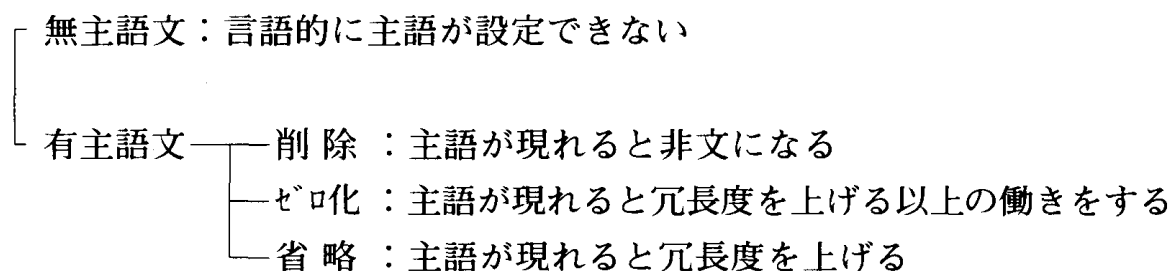 無主語文：言語的に主語が設定できない
有主語文 削除：主語が現れると非文になる
ゼロ化：主語が現れると冗長度を上げる以上の働きをする
省略：主語が現れると冗長度を上げる